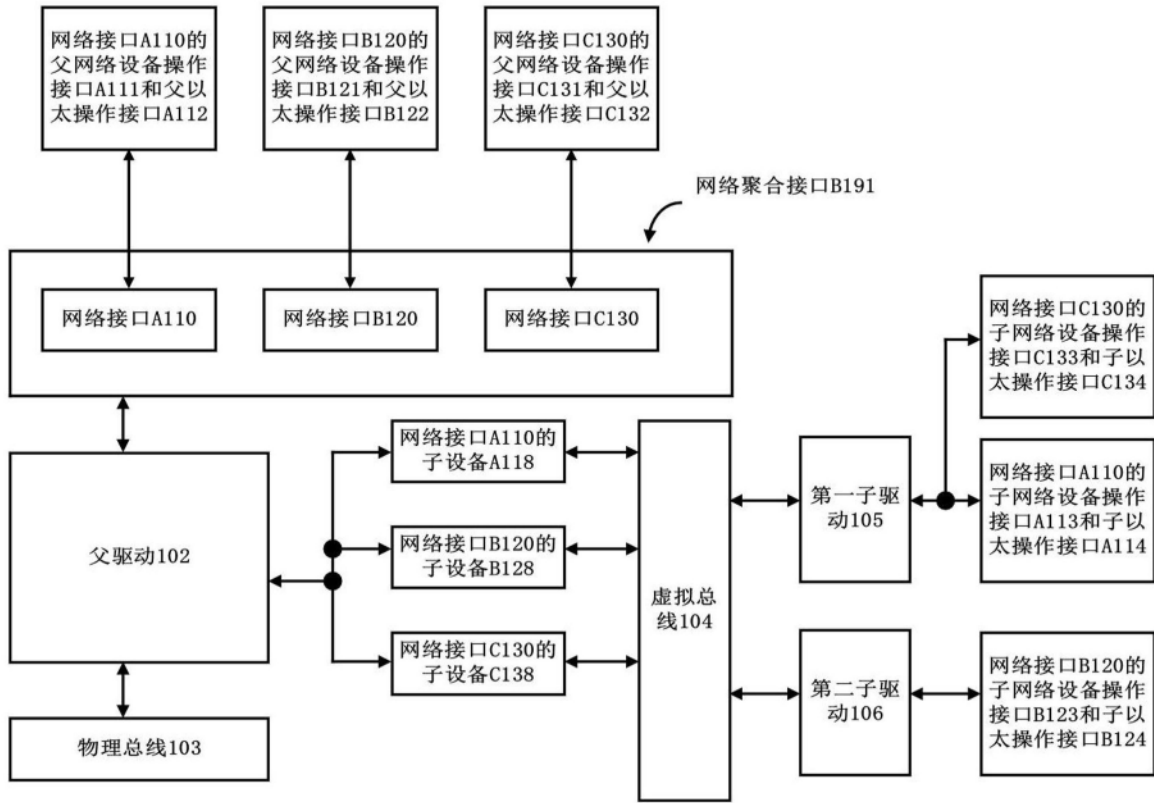 网络接口A110的
父网络设备操作
接口A111和父以
太操作接口A112
网络接口B120的
父网络设备操作
接口B121和父以
太操作接口B122
网络接口C130的
父网络设备操作
接口C131和父以
太操作接口C132
网络聚合接口B191
网络接口A110
网络接口B120
网络接口C130
网络接口C130的
子网络设备操作
接口C133和子以
太操作接口C134
父驱动102
网络接口A110的
子设备A118
网络接口B120的
子设备B128
网络接口C130的
子设备C138
虚拟总
线104
第一子驱
动105
网络接口A110的
子网络设备操作
接口A113和子以
太操作接口A114
第二子驱
动106
网络接口B120的
子网络设备操作
接口B123和子以
太操作接口B124
物理总线103